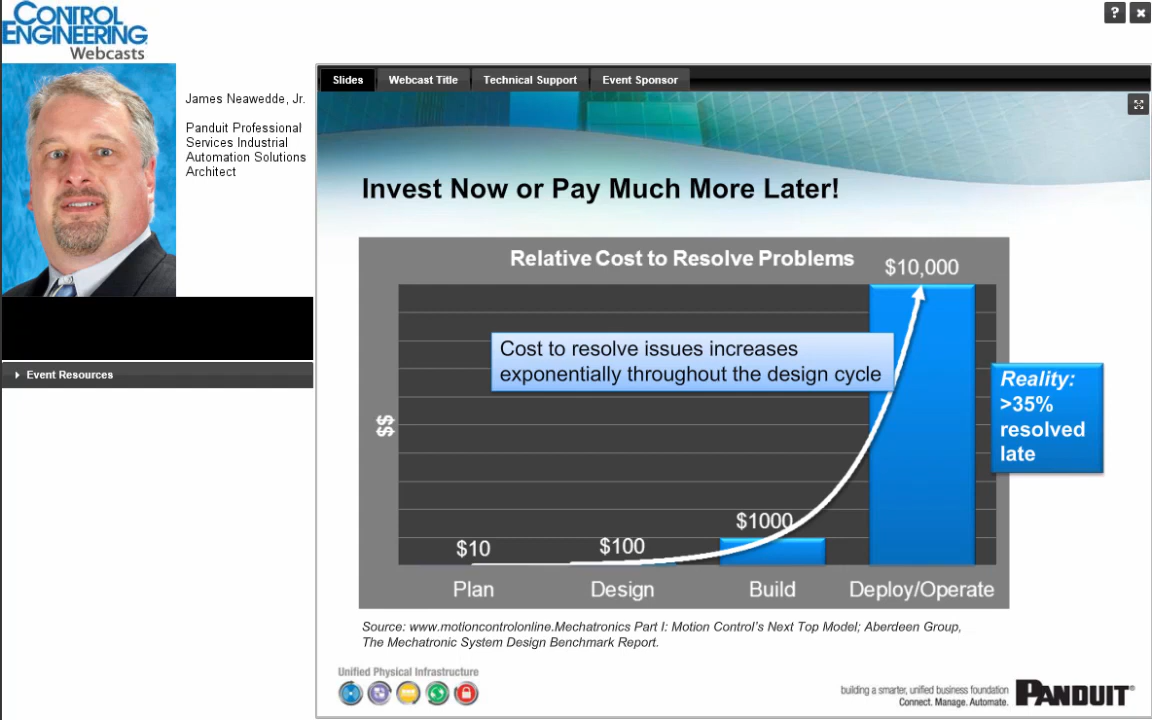 CONTROL
ENGINEERING
Webcasts
? ×
James Neawedde, Jr.
Panduit Professional
Services Industrial
Automation Solutions
Architect
Event Resources
Slides Webcast Title Technical Support Event Sponsor
Invest Now or Pay Much More Later!
Relative Cost to Resolve Problems
$10,000
Cost to resolve issues increases
exponentially throughout the design cycle
Reality:
>35%
resolved
late
$$
$1000
$10 $100
Plan Design Build Deploy/Operate
Source: www.motioncontrolonline.Mechatronics Part I: Motion Control's Next Top Model; Aberdeen Group,
The Mechatronic System Design Benchmark Report.
Unified Physical Infrastructure
building a smarter, unified business foundation
Connect. Manage. Automate.
PANDUIT®